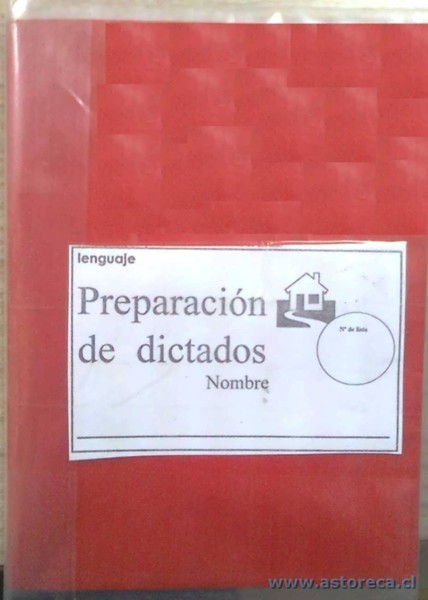 lenguaje
Preparación
Nº de lista
de dictados
Nombre
www.astoreca.cl